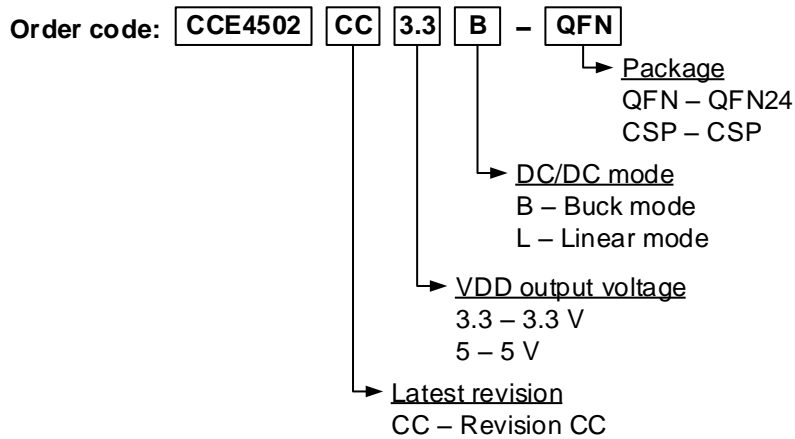 Order code: CCE4502 CC 3.3 B – QFN
Package
QFN – QFN24
CSP – CSP
DC/DC mode
B – Buck mode
L – Linear mode
VDD output voltage
3.3 – 3.3 V
5 – 5 V
Latest revision
CC – Revision CC